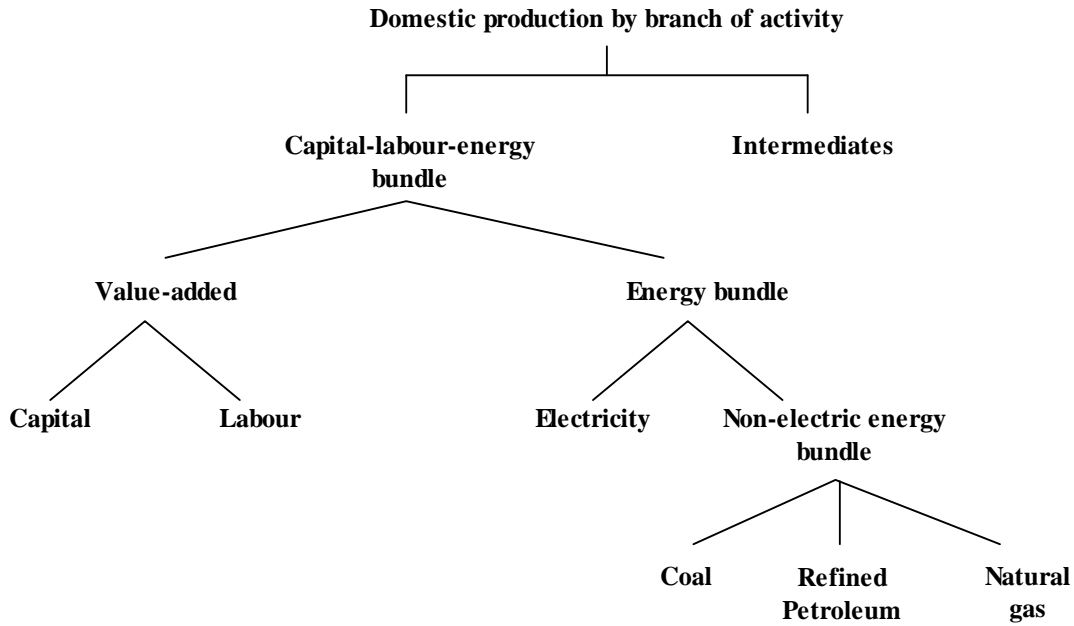 Domestic production by branch of activity
Capital-labour-energy
bundle
Intermediates
Value-added
Energy bundle
Capital
Labour
Electricity
Non-electric energy
bundle
Coal
Refined
Petroleum
Natural
gas